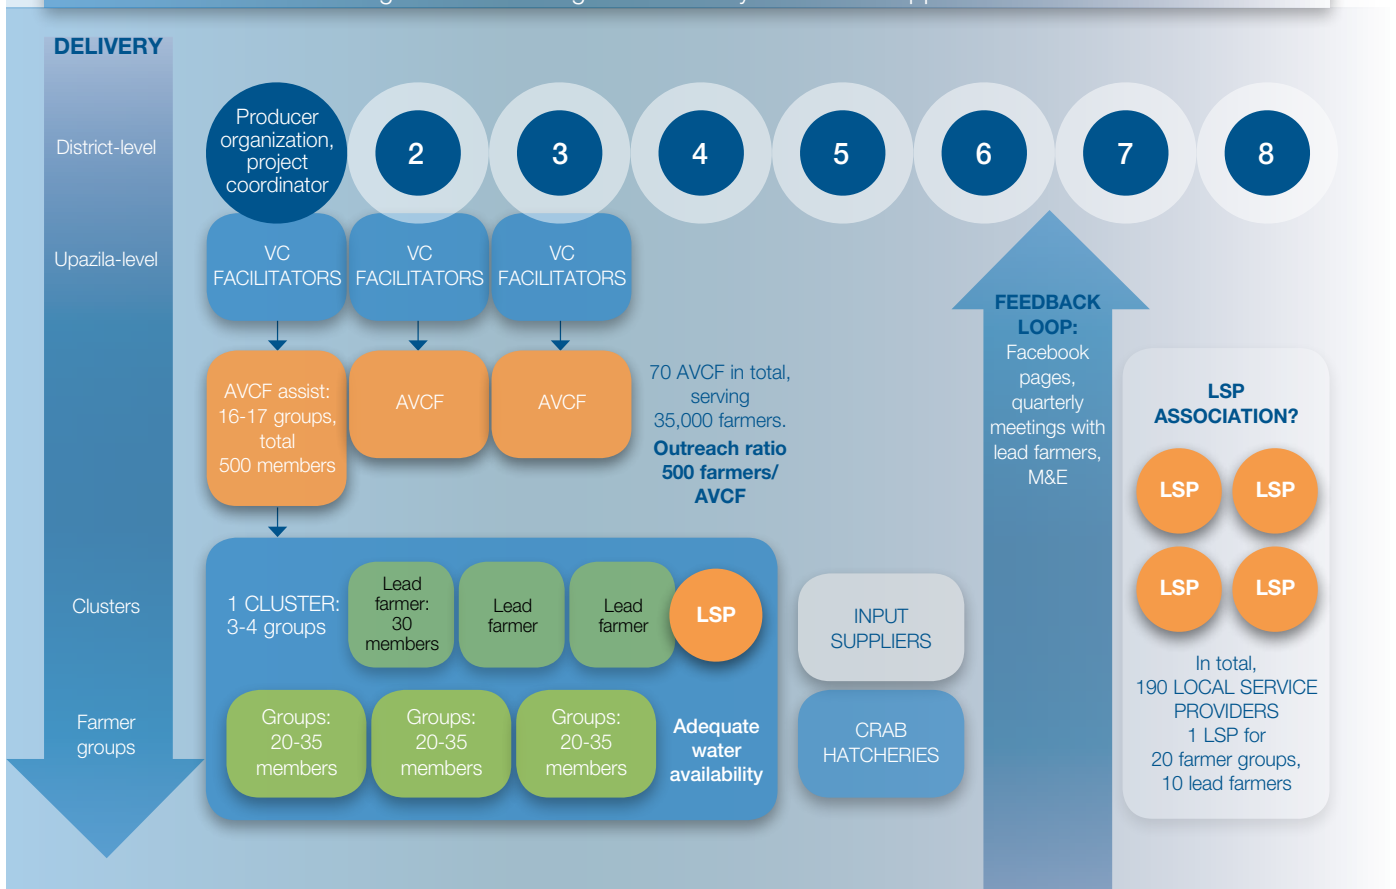 DELIVERY
District-level
Producer
organization,
project
coordinator
2
3
4
5
6
7
8
Upazila-level
VC
FACILITATORS
VC
FACILITATORS
VC
FACILITATORS
AVCF assist:
16-17 groups,
total
500 members
AVCF
AVCF
70 AVCF in total,
serving
35,000 farmers.
Outreach ratio
500 farmers/
AVCF
FEEDBACK
LOOP:
Facebook
pages,
quarterly
meetings with
lead farmers,
M&E
LSP
ASSOCIATION?
LSP
LSP
LSP
LSP
In total,
190 LOCAL SERVICE
PROVIDERS
1 LSP for
20 farmer groups,
10 lead farmers
Clusters
1 CLUSTER:
3-4 groups
Lead
farmer:
30
members
Lead
farmer
Lead
farmer
LSP
INPUT
SUPPLIERS
Farmer
groups
Groups:
20-35
members
Groups:
20-35
members
Groups:
20-35
members
Adequate
water
availability
CRAB
HATCHERIES